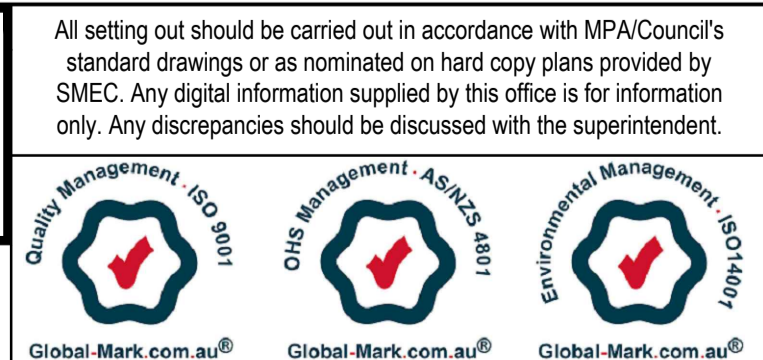 All setting out should be carried out in accordance with MPA/Council's
standard drawings or as nominated on hard copy plans provided by
SMEC. Any digital information supplied by this office is for information
only. Any discrepancies should be discussed with the superintendent.
Quality Management · ISO 9001
Global-Mark.com.au®
OHS Management · AS/NZS 4801
Global-Mark.com.au®
Environmental Management · ISO14001
Global-Mark.com.au®